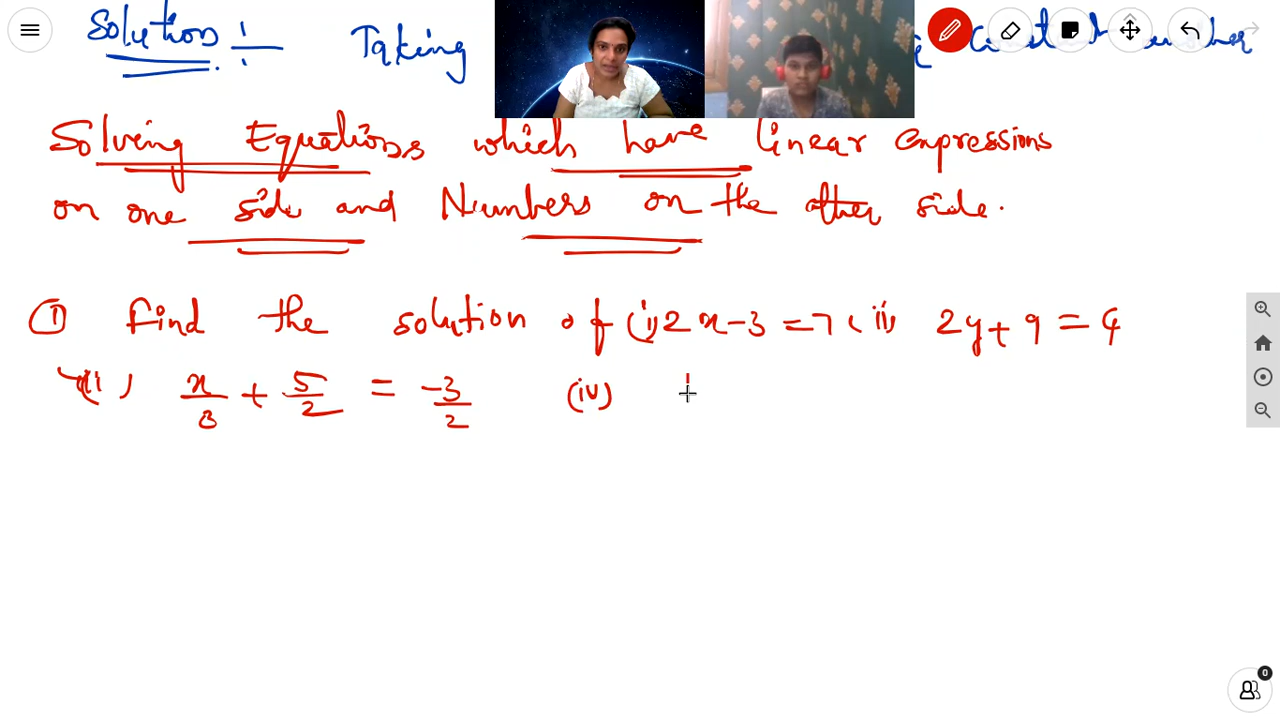 Solution :- Taking
Solving Equations which have linear expressions
on one side and Numbers on the other side.
① Find the solution of (i) 2x-3 = 7 (ii) 2y+9 = 4
(iii) x/3 + 5/2 = -3/2 (iv)
0